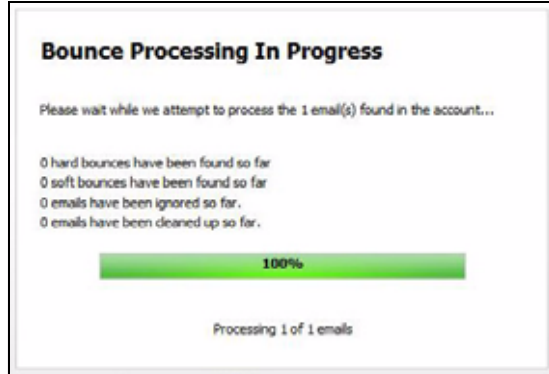 Bounce Processing In Progress
Please wait while we attempt to process the 1 email(s) found in the account...
0 hard bounces have been found so far
0 soft bounces have been found so far
0 emails have been ignored so far.
0 emails have been cleaned up so far.
100%
Processing 1 of 1 emails